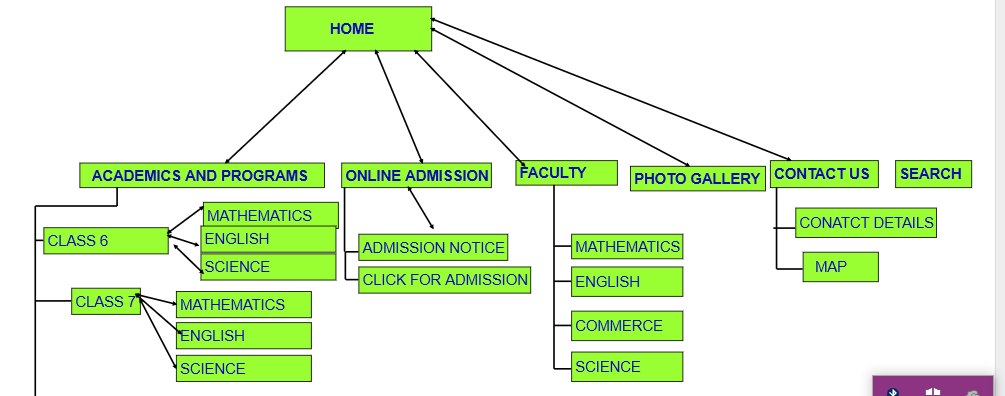 HOME
ACADEMICS AND PROGRAMS
ONLINE ADMISSION
FACULTY
PHOTO GALLERY
CONTACT US
SEARCH
CLASS 6
MATHEMATICS
ENGLISH
SCIENCE
CLASS 7
MATHEMATICS
ENGLISH
SCIENCE
ADMISSION NOTICE
CLICK FOR ADMISSION
MATHEMATICS
ENGLISH
COMMERCE
SCIENCE
CONATCT DETAILS
MAP